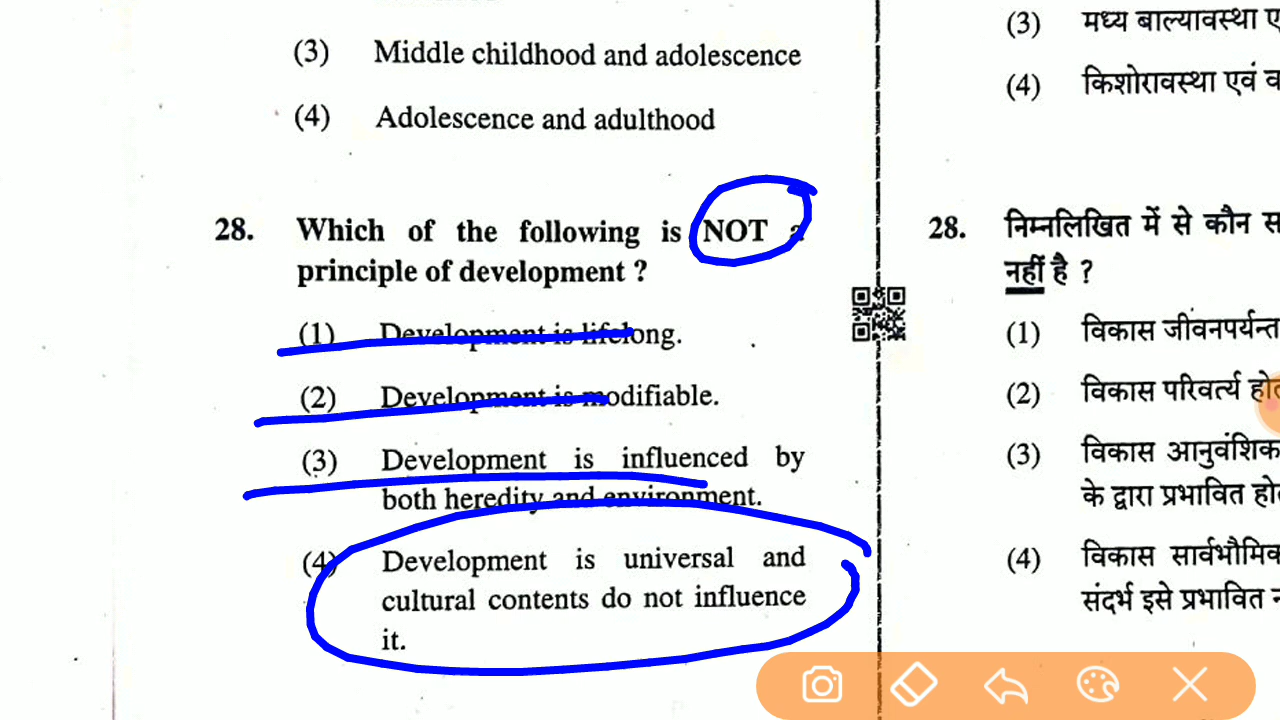 (3) Middle childhood and adolescence
(4) Adolescence and adulthood
28. Which of the following is NOT a
principle of development ?
(1) Development is lifelong.
(2) Development is modifiable.
(3) Development is influenced by
both heredity and environment.
(4) Development is universal and
cultural contents do not influence
it.
(3) मध्य बाल्यावस्था ए
(4) किशोरावस्था एवं व
28. निम्नलिखित में से कौन स
नहीं है ?
(1) विकास जीवनपर्यन्त
(2) विकास परिवर्त्य होत
(3) विकास आनुवंशिक
के द्वारा प्रभावित होत
(4) विकास सार्वभौमिक
संदर्भ इसे प्रभावित न